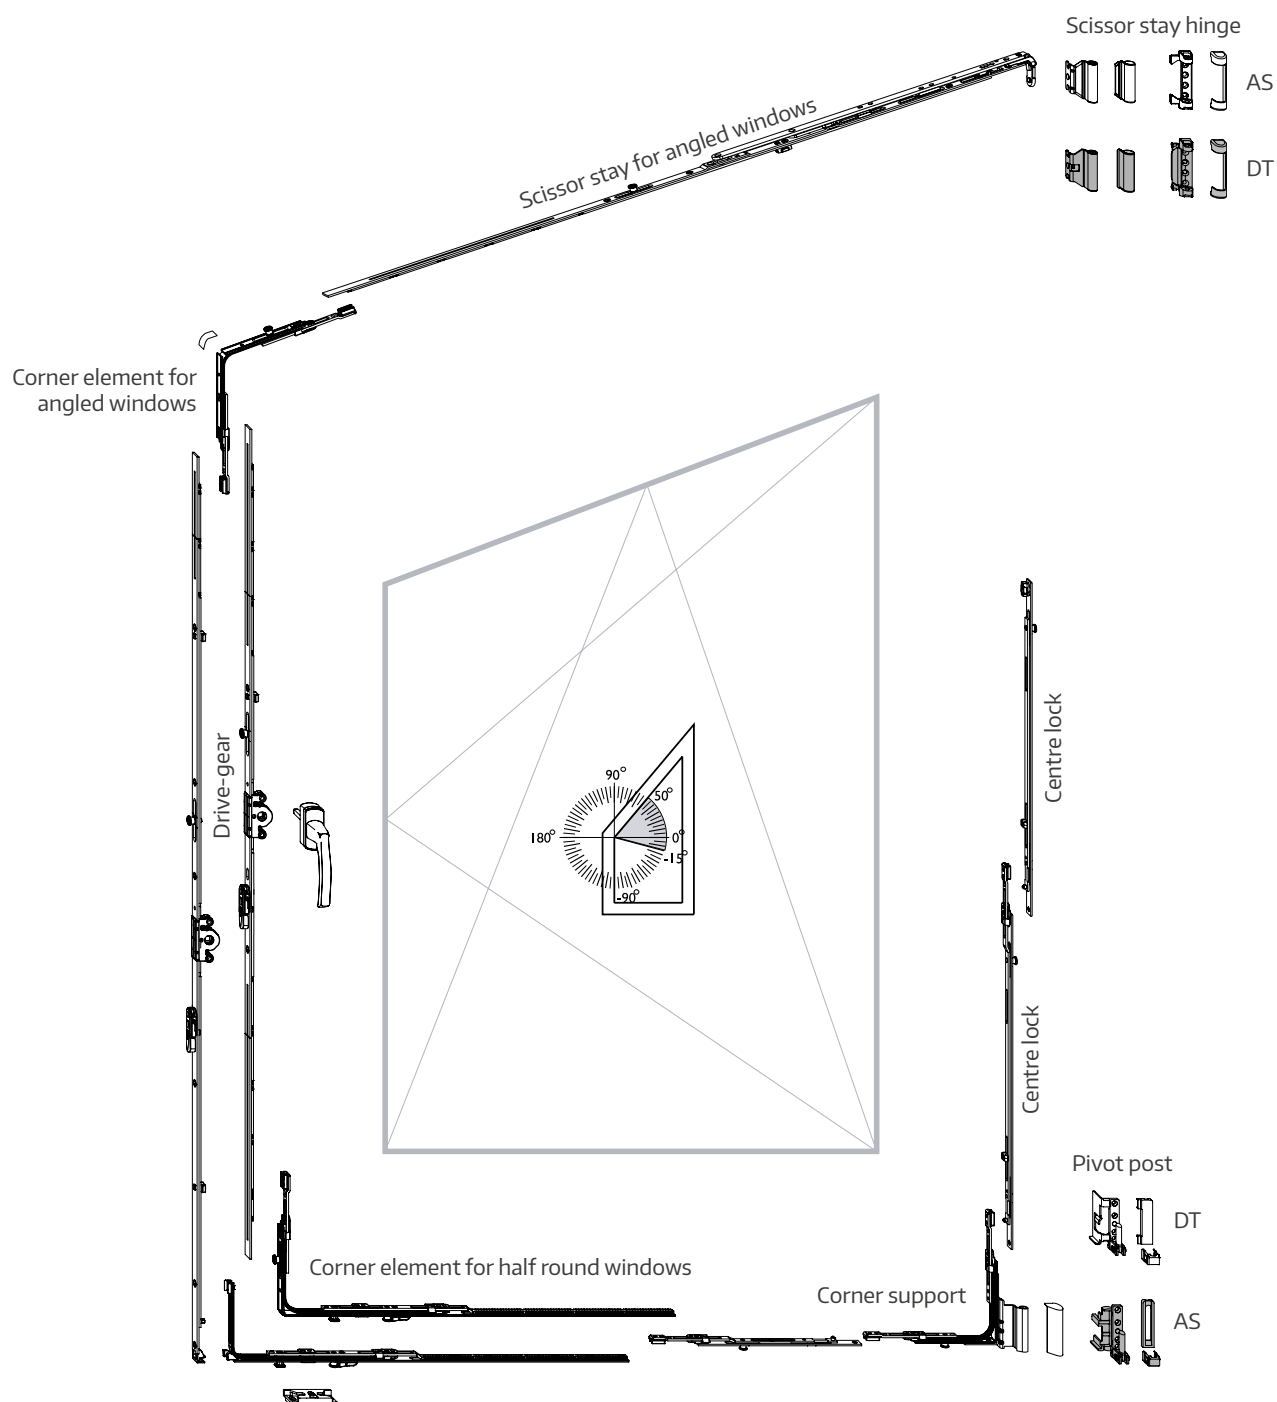 Scissor stay hinge
AS
Scissor stay for angled windows
DT
Corner element for
angled windows
Drive-gear
Centre lock
90°
50°
180°
0°
-15°
-90°
Centre lock
Pivot post
DT
Corner element for half round windows
Corner support
AS